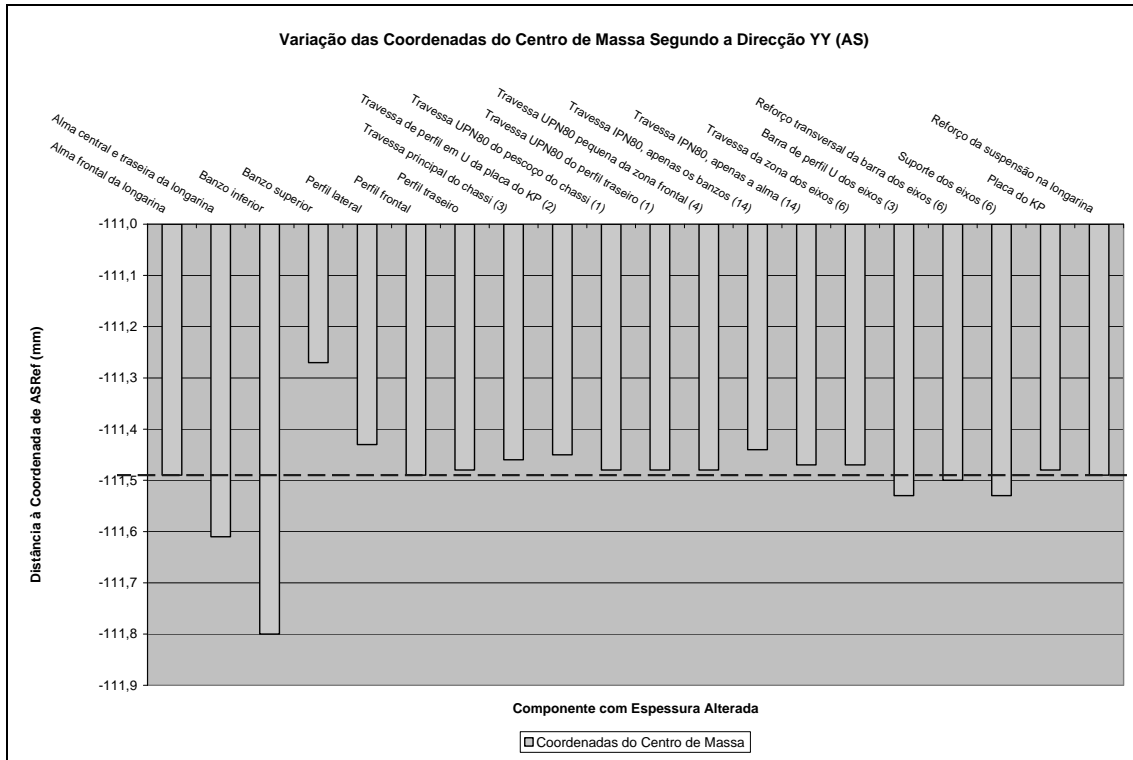 Variação das Coordenadas do Centro de Massa Segundo a Direcção YY (AS)
Alma frontal da longarina
Alma central e traseira da longarina
Banzo inferior
Banzo superior
Perfil lateral
Perfil frontal
Perfil traseiro
Travessa principal do chassi (3)
Travessa de perfil em U da placa do KP (2)
Travessa UPN80 do pescoço do chassi (1)
Travessa UPN80 do perfil traseiro (1)
Travessa UPN80 pequena da zona frontal (4)
Travessa IPN80, apenas os banzos (14)
Travessa IPN80, apenas a alma (14)
Travessa da zona dos eixos (6)
Barra de perfil U dos eixos (3)
Reforço transversal da barra dos eixos (6)
Suporte dos eixos (6)
Placa do KP
Reforço da suspensão na longarina
-111,0
-111,1
-111,2
-111,3
-111,4
-111,5
-111,6
-111,7
-111,8
-111,9
Distância à Coordenada de ASRef (mm)
Componente com Espessura Alterada
Coordenadas do Centro de Massa